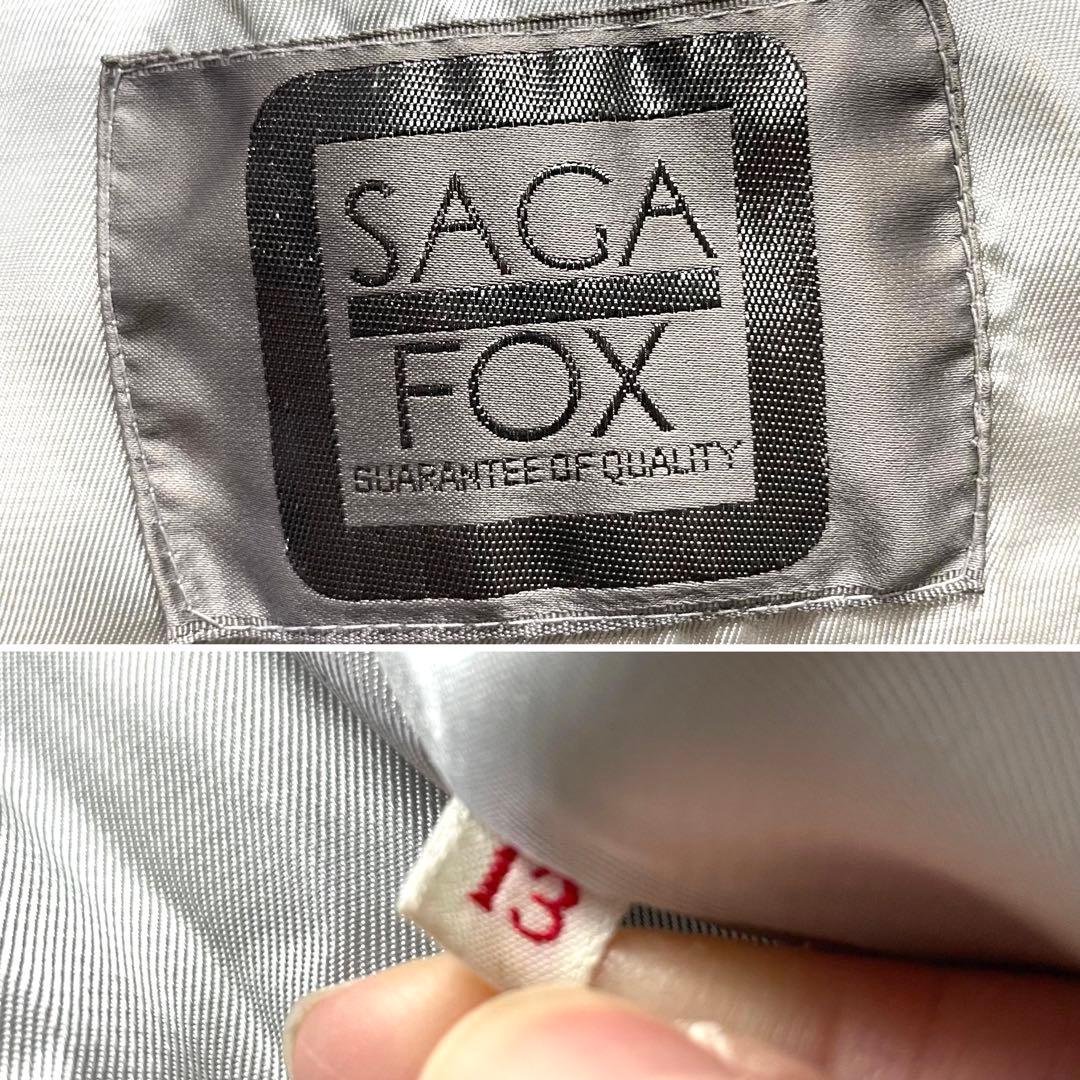 SAGA
FOX
GUARANTEE OF QUALITY
13